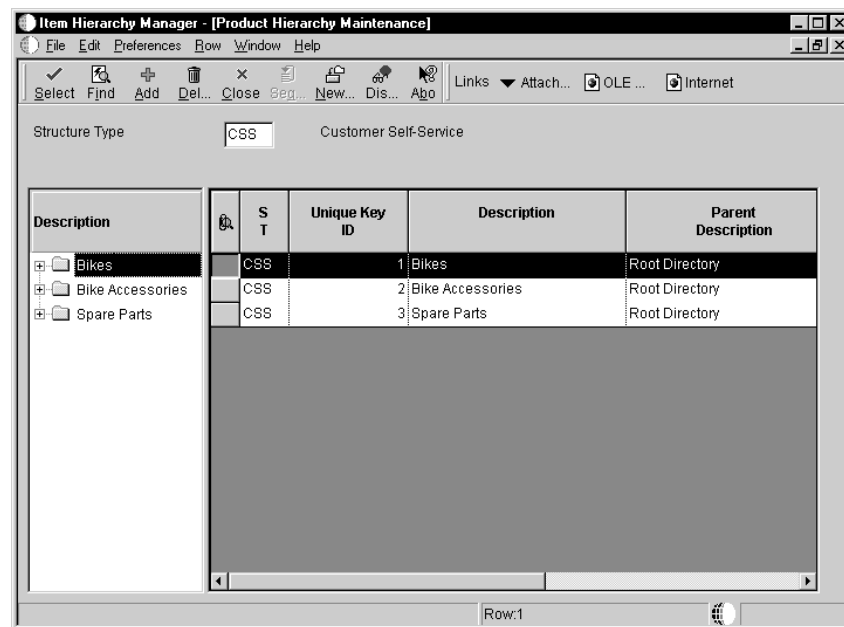 Item Hierarchy Manager - [Product Hierarchy Maintenance]
File Edit Preferences Row Window Help
Select Find Add Del... Close Seq... New... Dis... Abo Links Attach... OLE ... Internet
Structure Type CSS Customer Self-Service
Description S T Unique Key ID Description Parent Description
Bikes CSS 1 Bikes Root Directory
Bike Accessories CSS 2 Bike Accessories Root Directory
Spare Parts CSS 3 Spare Parts Root Directory
Row:1